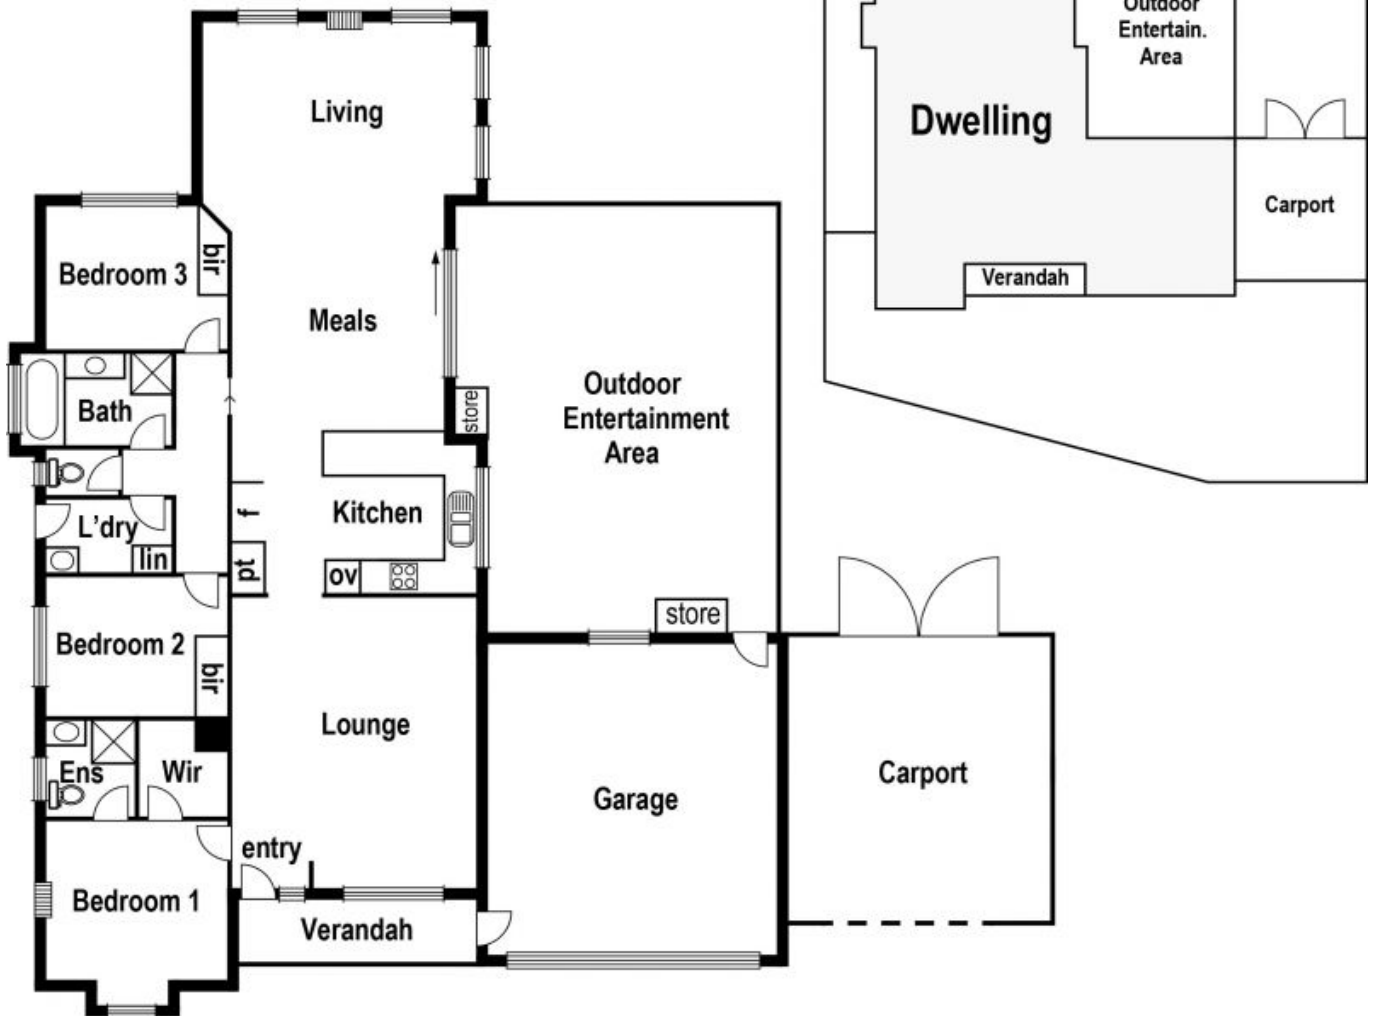 Living
Bedroom 3
bir
Meals
Bath
store
Outdoor
Entertainment
Area
L'dry
lin
f
pt
Kitchen
ov
store
Bedroom 2
bir
Lounge
Ens
Wir
entry
Garage
Carport
Bedroom 1
Verandah
Outdoor
Entertain.
Area
Dwelling
Carport
Verandah